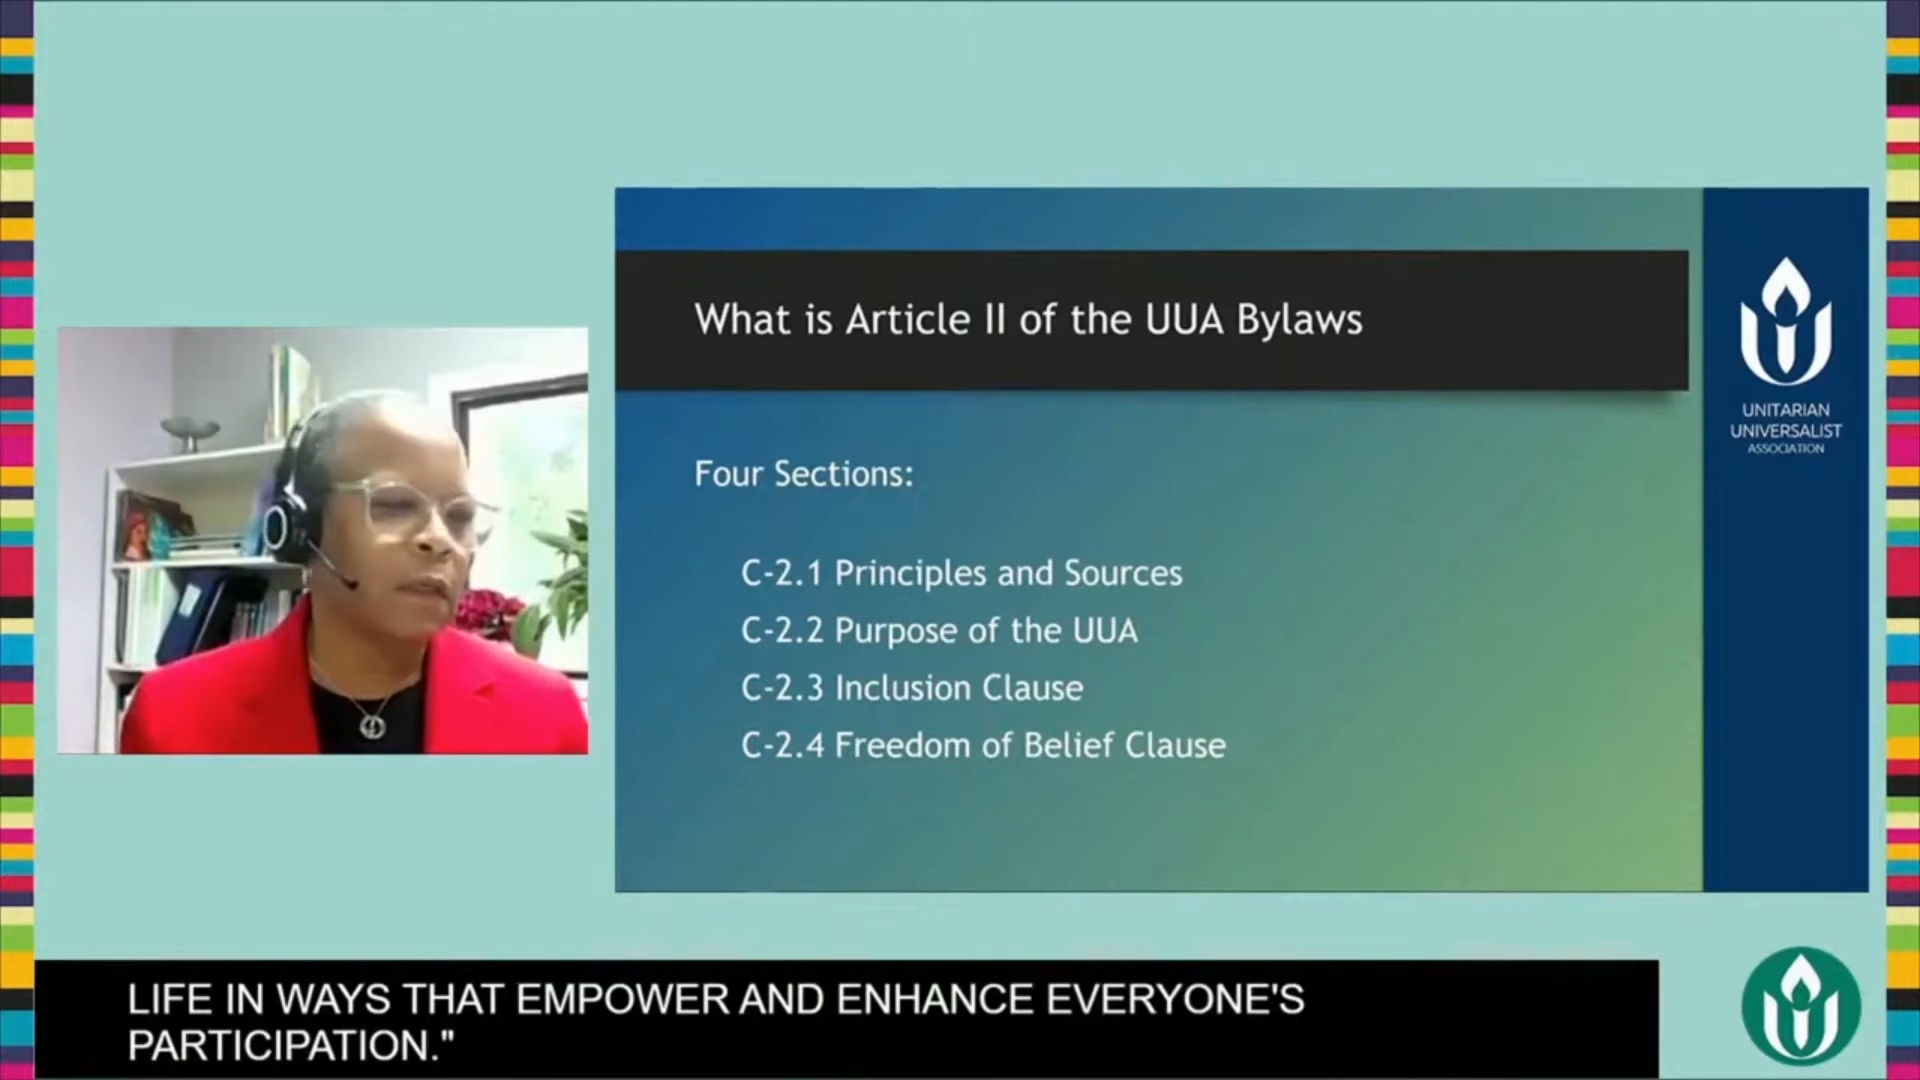 What is Article II of the UUA Bylaws
Four Sections:
C-2.1 Principles and Sources
C-2.2 Purpose of the UUA
C-2.3 Inclusion Clause
C-2.4 Freedom of Belief Clause
UNITARIAN
UNIVERSALIST
ASSOCIATION
LIFE IN WAYS THAT EMPOWER AND ENHANCE EVERYONE'S
PARTICIPATION."